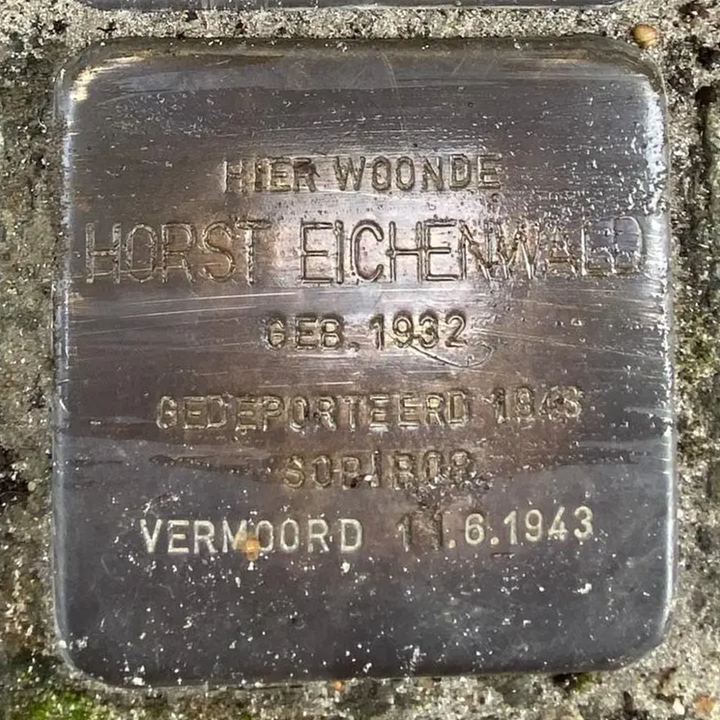 HIER WOONDE
HORST EICHENWALD
GEB. 1932
GEDEPORTEERD 1943
SOBIBOR
VERMOORD 11.6.1943